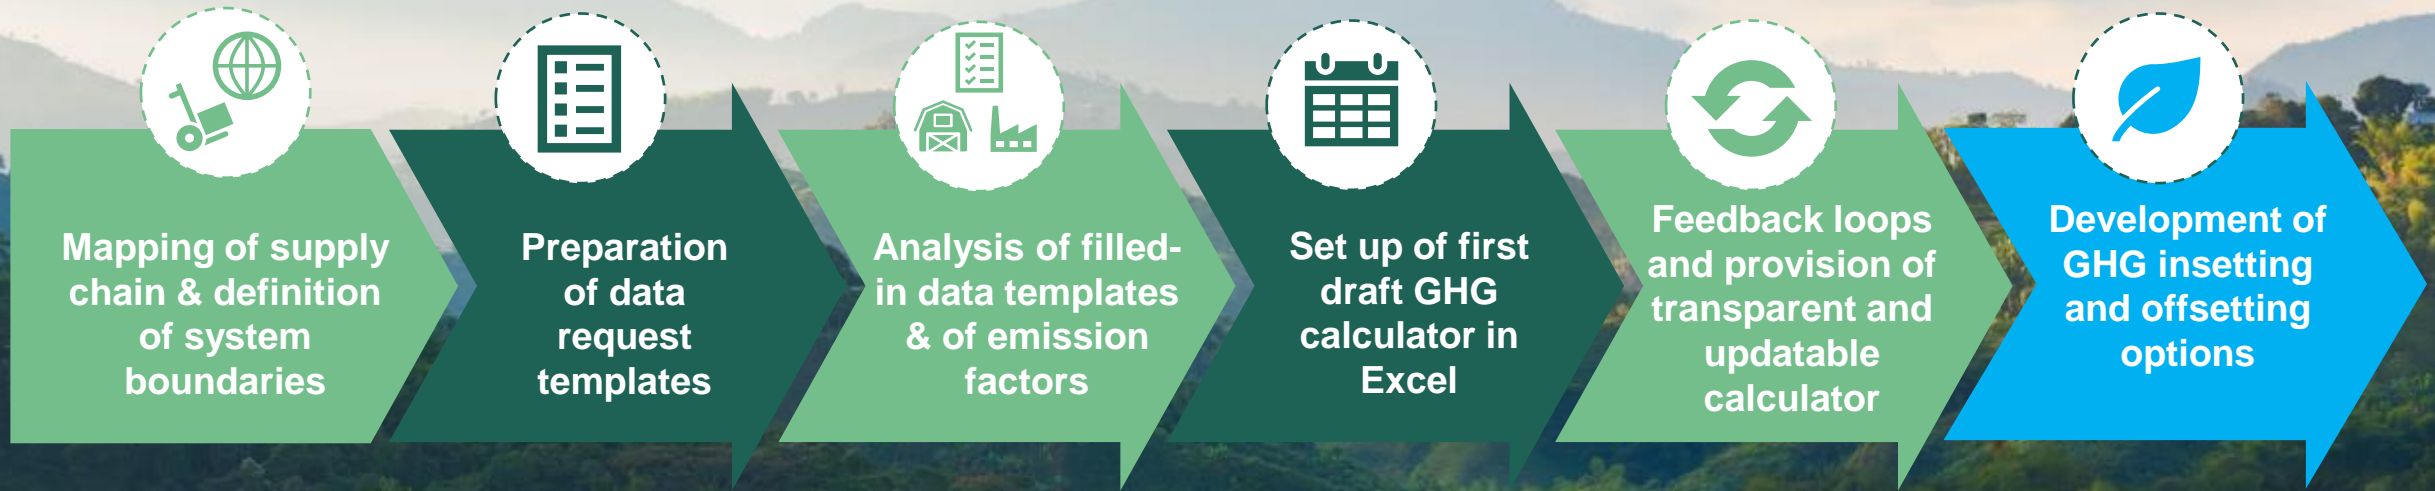 Mapping of supply
chain & definition
of system
boundaries
Preparation
of data
request
templates
Analysis of filled-
in data templates
& of emission
factors
Set up of first
draft GHG
calculator in
Excel
Feedback loops
and provision of
transparent and
updatable
calculator
Development of
GHG insetting
and offsetting
options